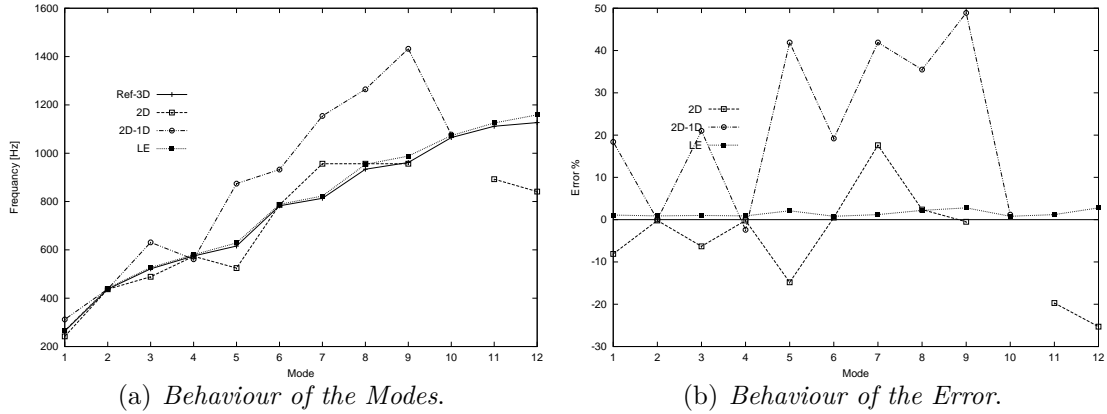 1600
1400
1200
1000
800
600
400
200
Frequancy [Hz]
Ref-3D
2D
2D-1D
LE
1 2 3 4 5 6 7 8 9 10 11 12
Mode
(a) Behaviour of the Modes.
50
40
30
20
10
0
-10
-20
-30
Error %
2D
2D-1D
LE
1 2 3 4 5 6 7 8 9 10 11 12
Mode
(b) Behaviour of the Error.